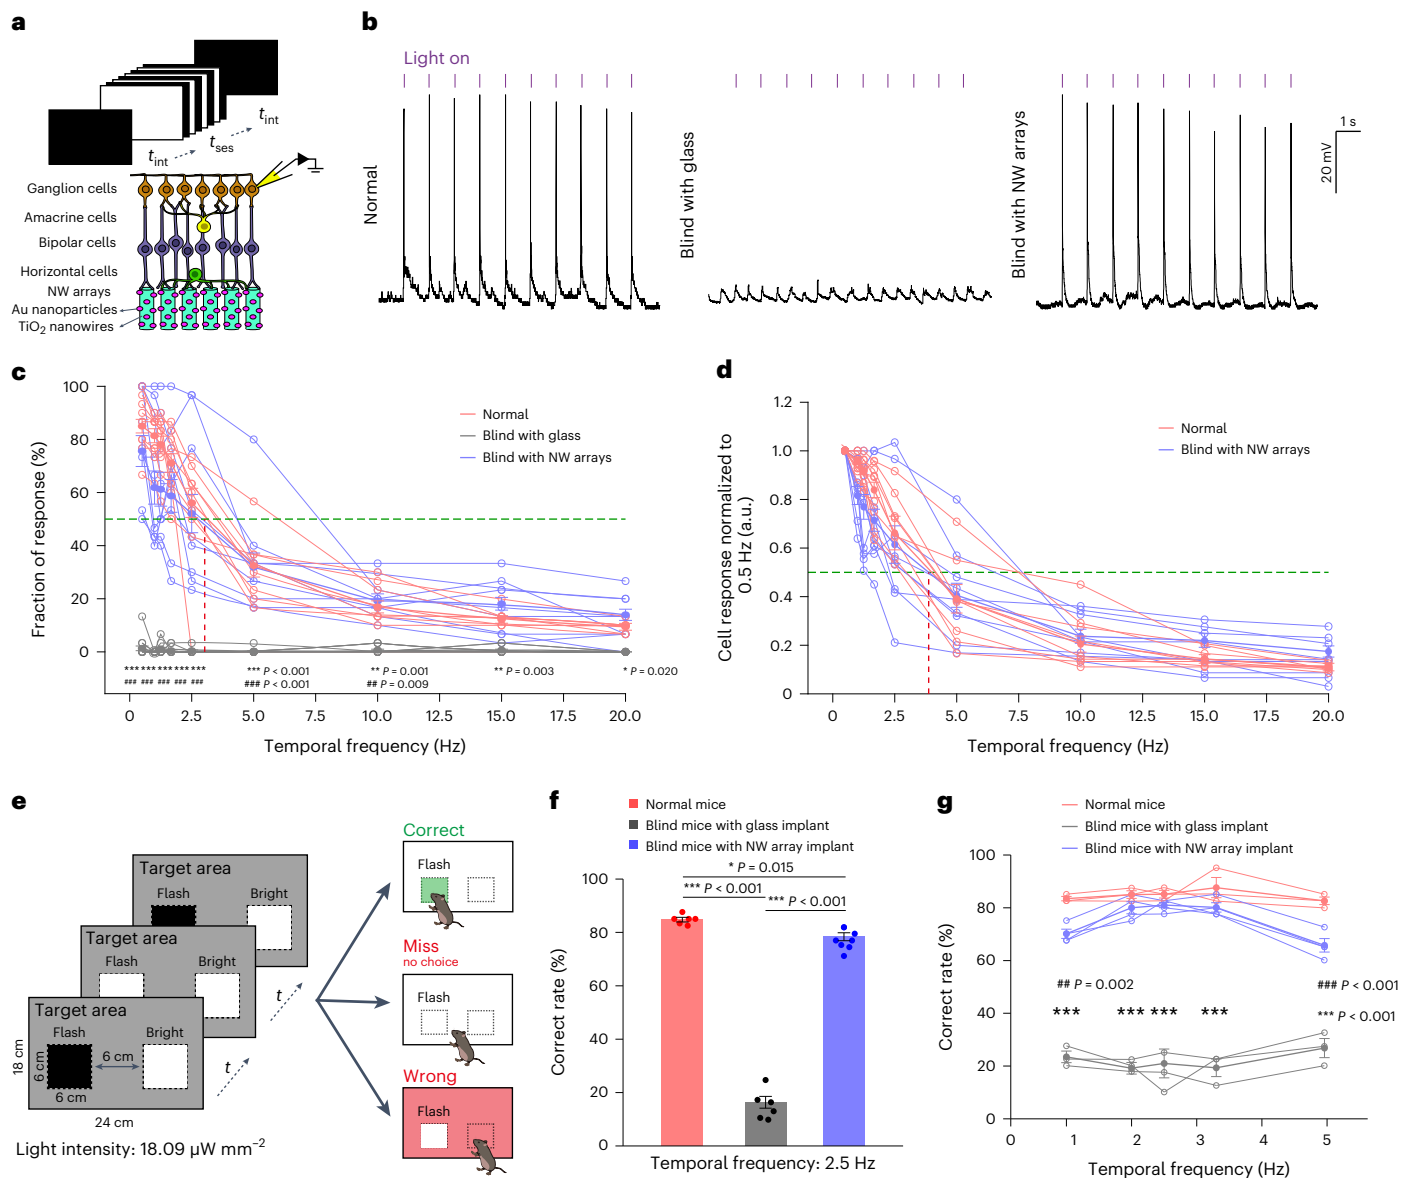 a
t_int
t_ses
t_int
Ganglion cells
Amacrine cells
Bipolar cells
Horizontal cells
NW arrays
Au nanoparticles
TiO2 nanowires
b
Light on
Normal
Blind with glass
Blind with NW arrays
1 s
20 mV
c
Fraction of response (%)
100
80
60
40
20
0
Normal
Blind with glass
Blind with NW arrays
*** *** *** *** ***
### ### ### ### ###
*** P < 0.001
### P < 0.001
** P = 0.001
## P = 0.009
** P = 0.003
* P = 0.020
0 2.5 5.0 7.5 10.0 12.5 15.0 17.5 20.0
Temporal frequency (Hz)
d
Cell response normalized to
0.5 Hz (a.u.)
1.2
1.0
0.8
0.6
0.4
0.2
0
Normal
Blind with NW arrays
0 2.5 5.0 7.5 10.0 12.5 15.0 17.5 20.0
Temporal frequency (Hz)
e
Target area
Flash Bright
Target area
Flash Bright
Target area
Flash Bright
18 cm
6 cm
6 cm
6 cm
24 cm
t
t
Light intensity: 18.09 µW mm−2
Correct
Flash
Miss
no choice
Flash
Wrong
Flash
f
Normal mice
Blind mice with glass implant
Blind mice with NW array implant
* P = 0.015
*** P < 0.001
*** P < 0.001
Correct rate (%)
100
80
60
40
20
0
Temporal frequency: 2.5 Hz
g
Normal mice
Blind mice with glass implant
Blind mice with NW array implant
Correct rate (%)
100
80
60
40
20
0
## P = 0.002
*** *** *** ***
### P < 0.001
*** P < 0.001
0 1 2 3 4 5
Temporal frequency (Hz)